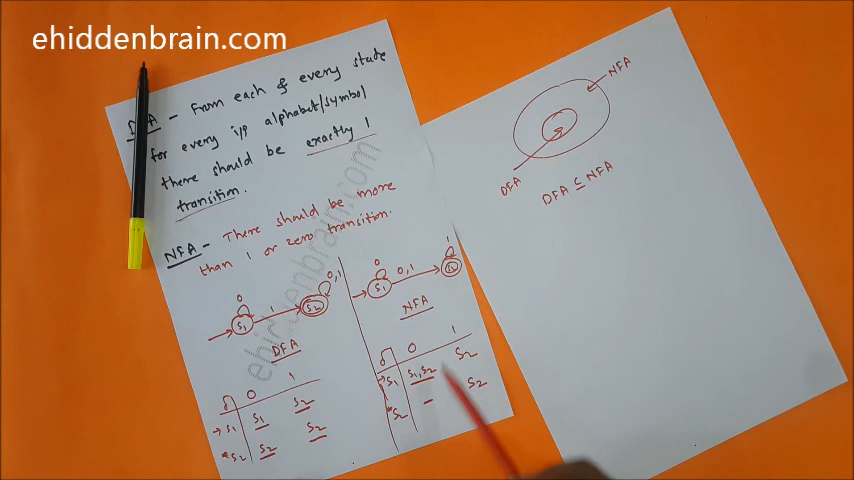 ehiddenbrain.com
DFA - From each & every state
for every i/p alphabet/symbol
there should be exactly 1
transition.
NFA - There should be more
than 1 or zero transition.
ehiddenbrain.com
0 1 0,1
S1 S2
DFA
δ 0 1
→S1 S1 S2
*S2 S2 S2
0 0,1 1
S1 S2
NFA
δ 0 1
→S1 S1,S2 S2
*S2 – S2
NFA
DFA
DFA ⊆ NFA